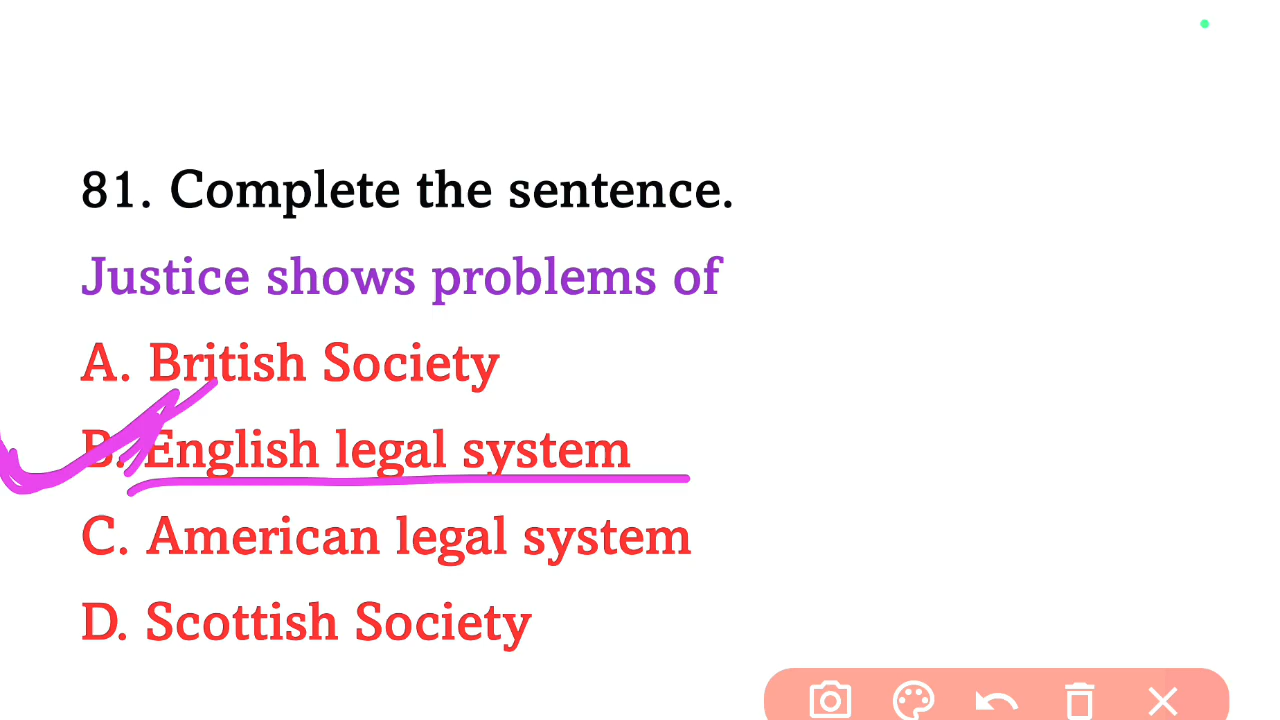 81. Complete the sentence.
Justice shows problems of
A. British Society
B. English legal system
C. American legal system
D. Scottish Society